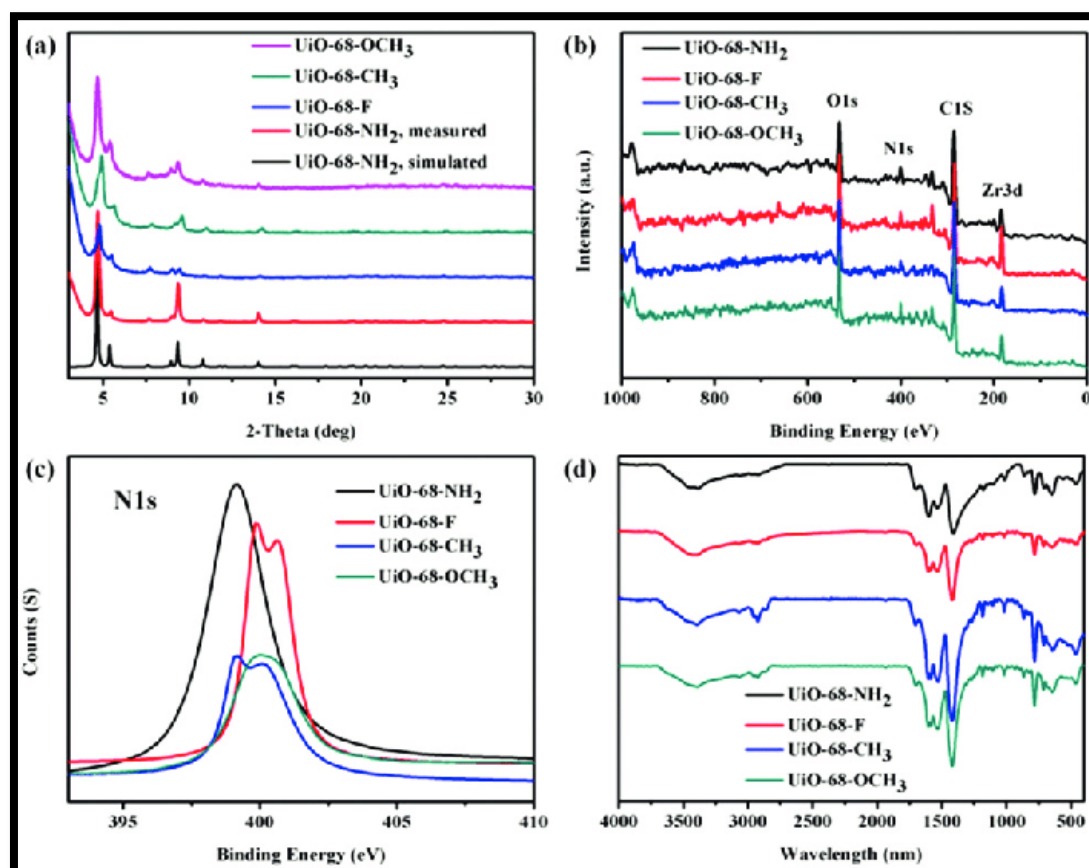 (a)
UiO-68-OCH3
UiO-68-CH3
UiO-68-F
UiO-68-NH2, measured
UiO-68-NH2, simulated
5 10 15 20 25 30
2-Theta (deg)
(b)
UiO-68-NH2
UiO-68-F
UiO-68-CH3
UiO-68-OCH3
O1s
N1s
C1S
Zr3d
Intensity (a.u.)
1000 800 600 400 200 0
Binding Energy (eV)
(c)
N1s
UiO-68-NH2
UiO-68-F
UiO-68-CH3
UiO-68-OCH3
Counts (S)
395 400 405 410
Binding Energy (eV)
(d)
UiO-68-NH2
UiO-68-F
UiO-68-CH3
UiO-68-OCH3
4000 3500 3000 2500 2000 1500 1000 500
Wavelength (nm)